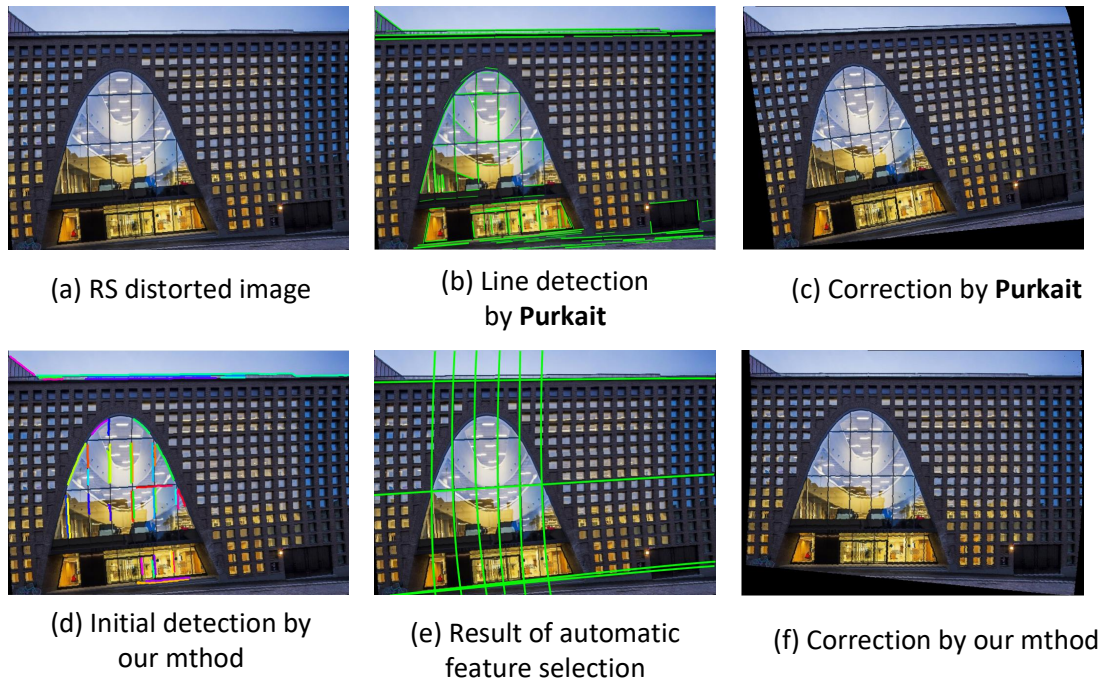 (a) RS distorted image
(b) Line detection
by Purkait
(c) Correction by Purkait
(d) Initial detection by
our mthod
(e) Result of automatic
feature selection
(f) Correction by our mthod